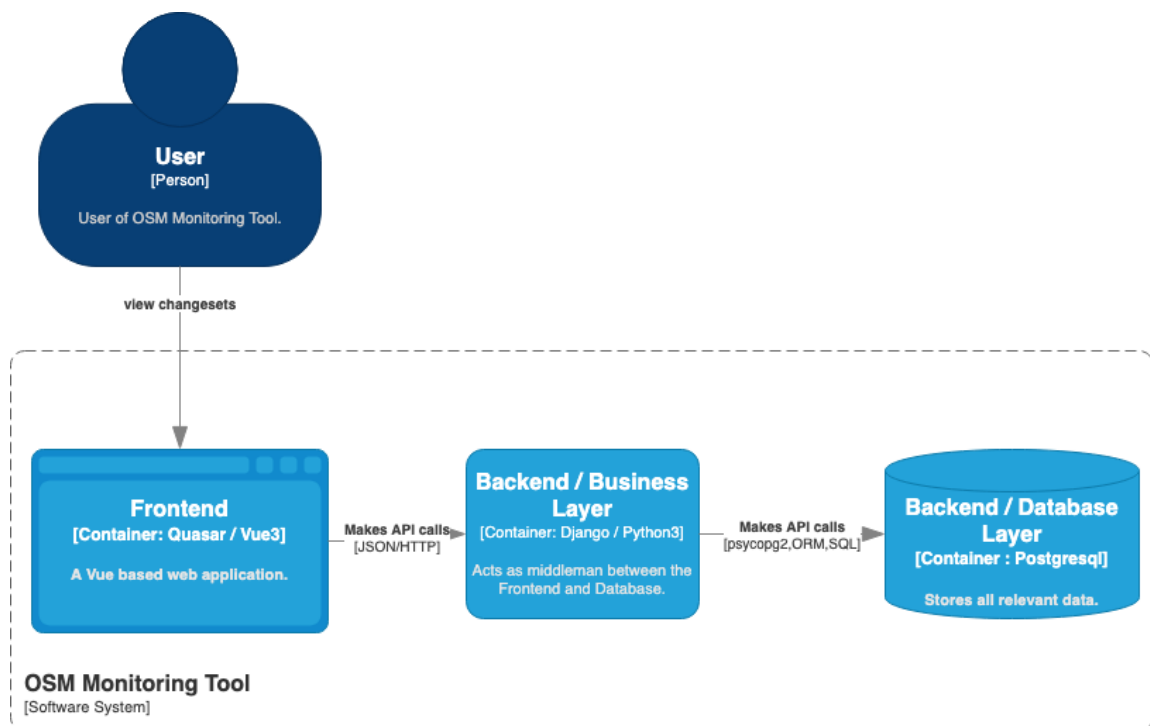 User
[Person]
User of OSM Monitoring Tool.
view changesets
Frontend
[Container: Quasar / Vue3]
A Vue based web application.
Makes API calls
[JSON/HTTP]
Backend / Business
Layer
[Container: Django / Python3]
Acts as middleman between the
Frontend and Database.
Makes API calls
[psycopg2,ORM,SQL]
Backend / Database
Layer
[Container : Postgresql]
Stores all relevant data.
OSM Monitoring Tool
[Software System]